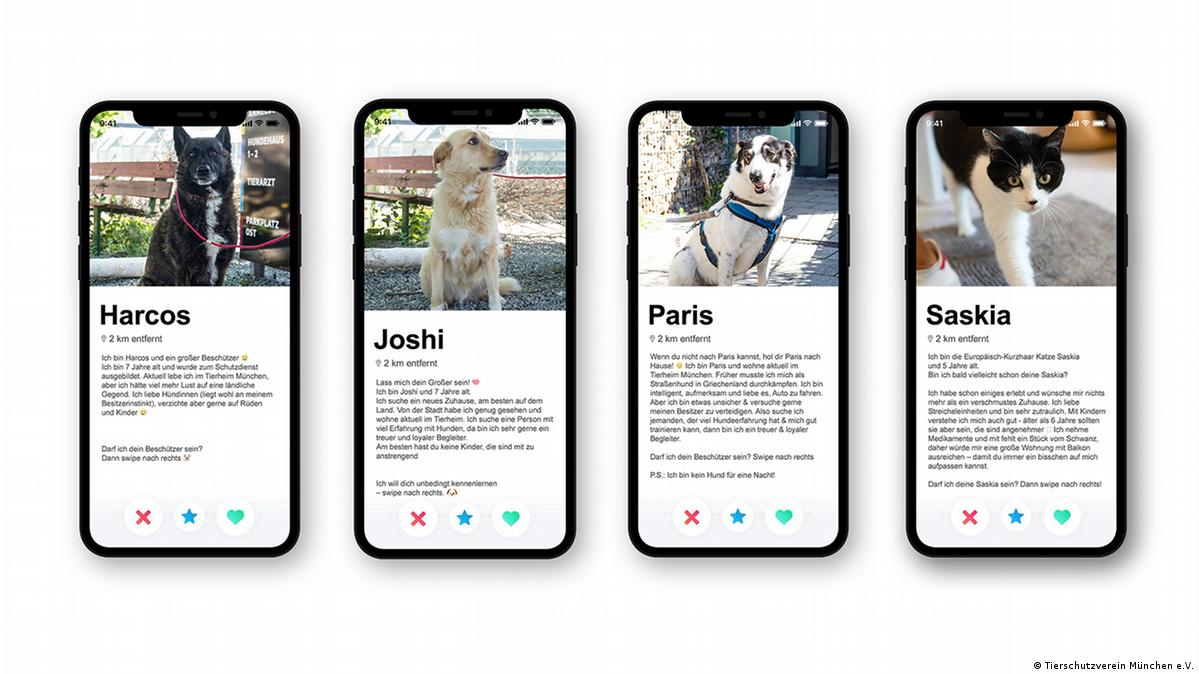 9:41
HUNDEHAUS
1-2
TIERARZT
PARKPLATZ
OST
Harcos
2 km entfernt
Ich bin Harcos und ein großer Beschützer 😉
Ich bin 7 Jahre alt und wurde zum Schutzdienst
ausgebildet. Aktuell lebe ich im Tierheim München,
aber ich hätte viel mehr Lust auf eine ländliche
Gegend. Ich liebe Hündinnen (liegt wohl an meinem
Besitzerinstinkt), verzichte aber gerne auf Rüden
und Kinder 😅
Darf ich dein Beschützer sein?
Dann swipe nach rechts 🐕
9:41
Joshi
2 km entfernt
Lass mich dein Großer sein! ❤️
Ich bin Joshi und 7 Jahre alt.
Ich suche ein neues Zuhause, am besten auf dem
Land. Von der Stadt habe ich genug gesehen und
wohne aktuell im Tierheim. Ich suche eine Person mit
viel Erfahrung mit Hunden, da bin ich sehr gerne ein
treuer und loyaler Begleiter.
Am besten hast du keine Kinder, die sind mit zu
anstrengend
Ich will dich unbedingt kennenlernen
– swipe nach rechts. 🐶
Paris
2 km entfernt
Wenn du nicht nach Paris kannst, hol dir Paris nach
Hause! 😉 Ich bin Paris und wohne aktuell im
Tierheim München. Früher musste ich mich als
Straßenhund in Griechenland durchkämpfen. Ich bin
intelligent, aufmerksam und liebe es, Auto zu fahren.
Aber ich bin etwas unsicher & versuche gerne
meinen Besitzer zu verteidigen. Also suche ich
jemanden, der viel Hundeerfahrung hat & mich gut
trainieren kann, dann bin ich ein treuer & loyaler
Begleiter.
Darf ich dein Beschützer sein? Swipe nach rechts
P.S.: Ich bin kein Hund für eine Nacht!
9:41
Saskia
2 km entfernt
Ich bin die Europäisch-Kurzhaar Katze Saskia
und 5 Jahre alt.
Bin ich bald vielleicht schon deine Saskia?
Ich habe schon einiges erlebt und wünsche mir nichts
mehr als ein verschmustes Zuhause. Ich liebe
Streicheleinheiten und bin sehr zutraulich. Mit Kindern
verstehe ich mich auch gut - älter als 6 Jahre sollten
sie aber sein, die sind angenehmer Ich nehme
Medikamente und mit fehlt ein Stück vom Schwanz,
daher würde mir eine große Wohnung mit Balkon
ausreichen – damit du immer ein bisschen auf mich
aufpassen kannst.
Darf ich deine Saskia sein? Dann swipe nach rechts!
© Tierschutzverein München e.V.